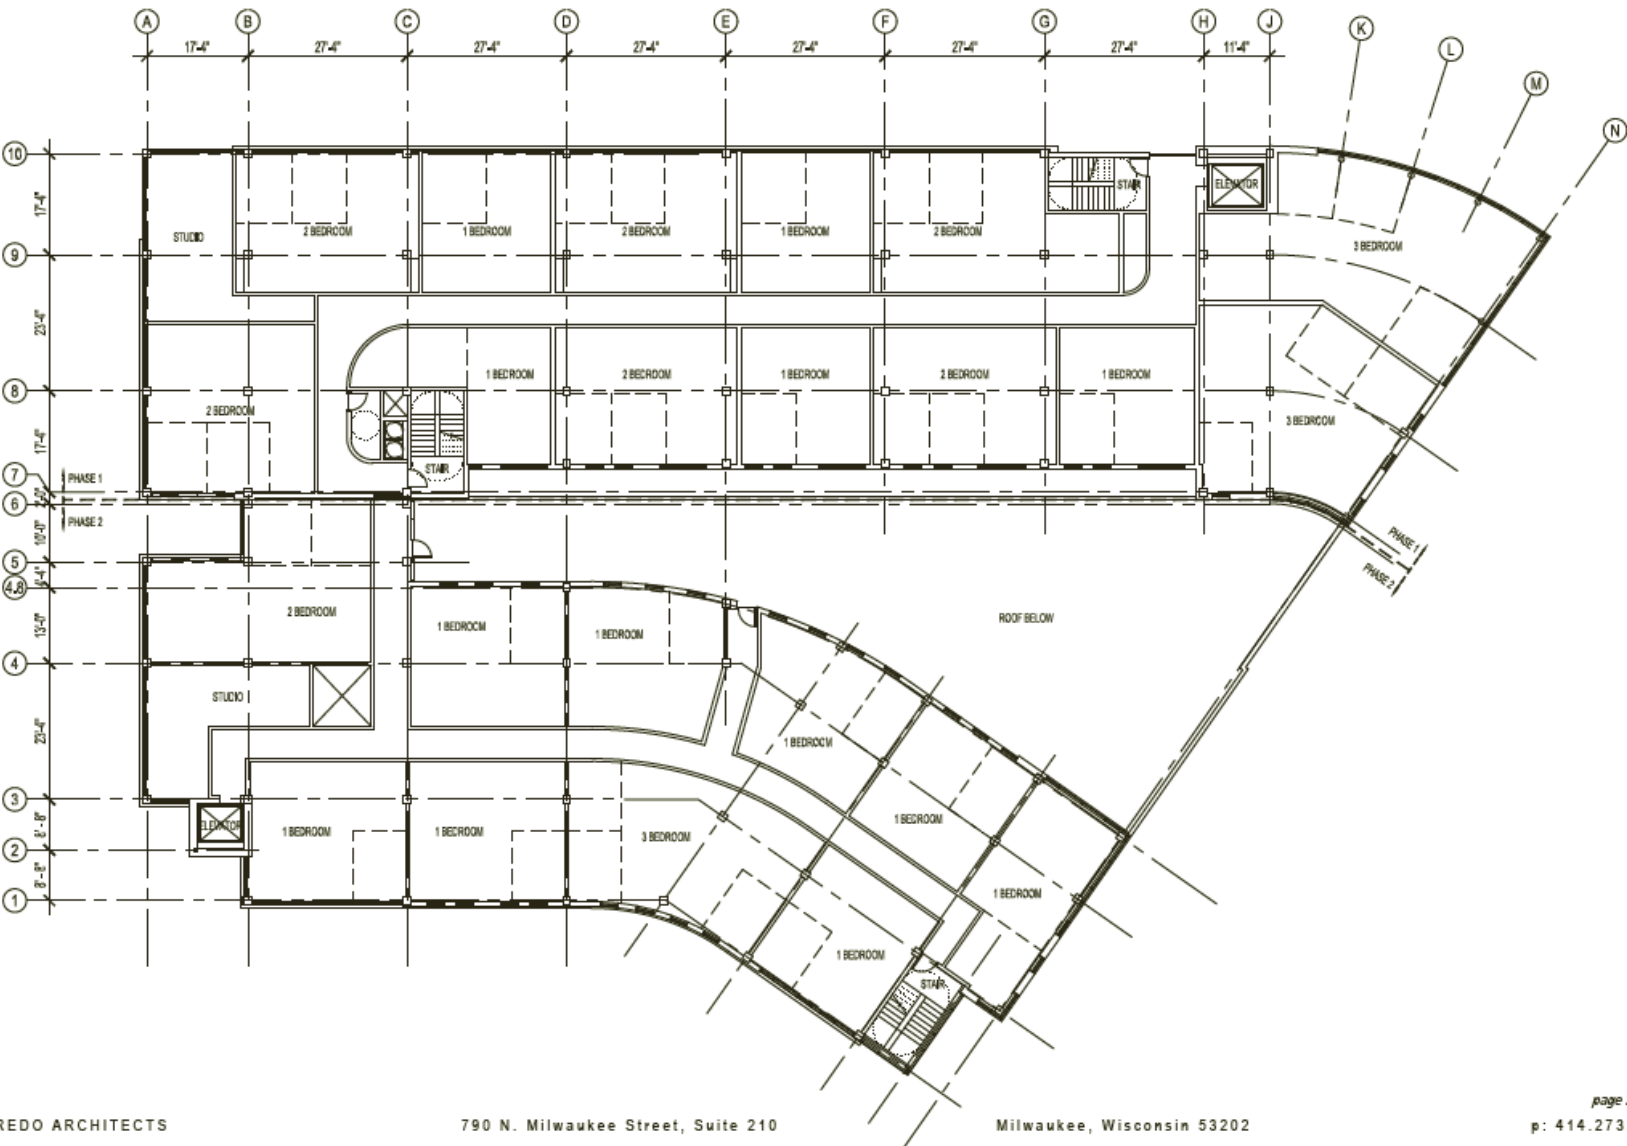 A B C D E F G H J K L M N
17'-4" 27'-4" 27'-4" 27'-4" 27'-4" 27'-4" 27'-4" 11'-4"
10
17'-4"
9
23'-4"
8
17'-4"
7
2'-0"
6
10'-0"
5
4'-4"
4.8
13'-0"
4
23'-4"
3
8'-8"
2
8'-8"
1
STAIR
ELEVATOR
STUDIO
2 BEDROOM
1 BEDROOM
2 BEDROOM
1 BEDROOM
2 BEDROOM
3 BEDROOM
1 BEDROOM
2 BEDROOM
1 BEDROOM
2 BEDROOM
1 BEDROOM
2 BEDROOM
3 BEDROOM
STAIR
PHASE 1
PHASE 2
PHASE 1
PHASE 2
2 BEDROOM
1 BEDROOM
1 BEDROOM
ROOF BELOW
STUDIO
1 BEDROOM
ELEVATOR
1 BEDROOM
1 BEDROOM
3 BEDROOM
1 BEDROOM
1 BEDROOM
1 BEDROOM
STAIR
page
REDO ARCHITECTS
790 N. Milwaukee Street, Suite 210
Milwaukee, Wisconsin 53202
p: 414.273